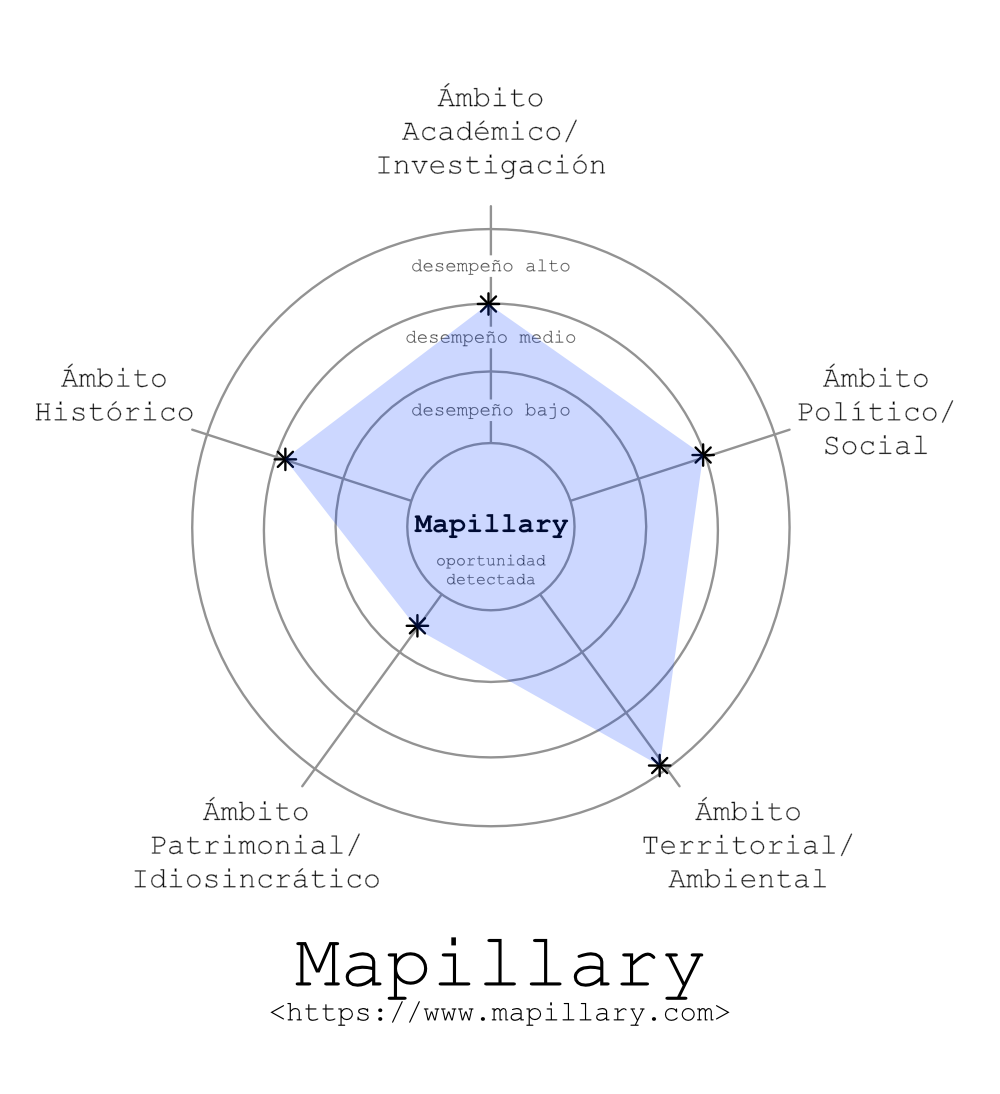 Ámbito
Académico/
Investigación
desempeño alto
desempeño medio
Ámbito
Histórico
Ámbito
Político/
Social
desempeño bajo
Mapillary
oportunidad
detectada
Ámbito
Patrimonial/
Idiosincrático
Ámbito
Territorial/
Ambiental
Mapillary
<https://www.mapillary.com>